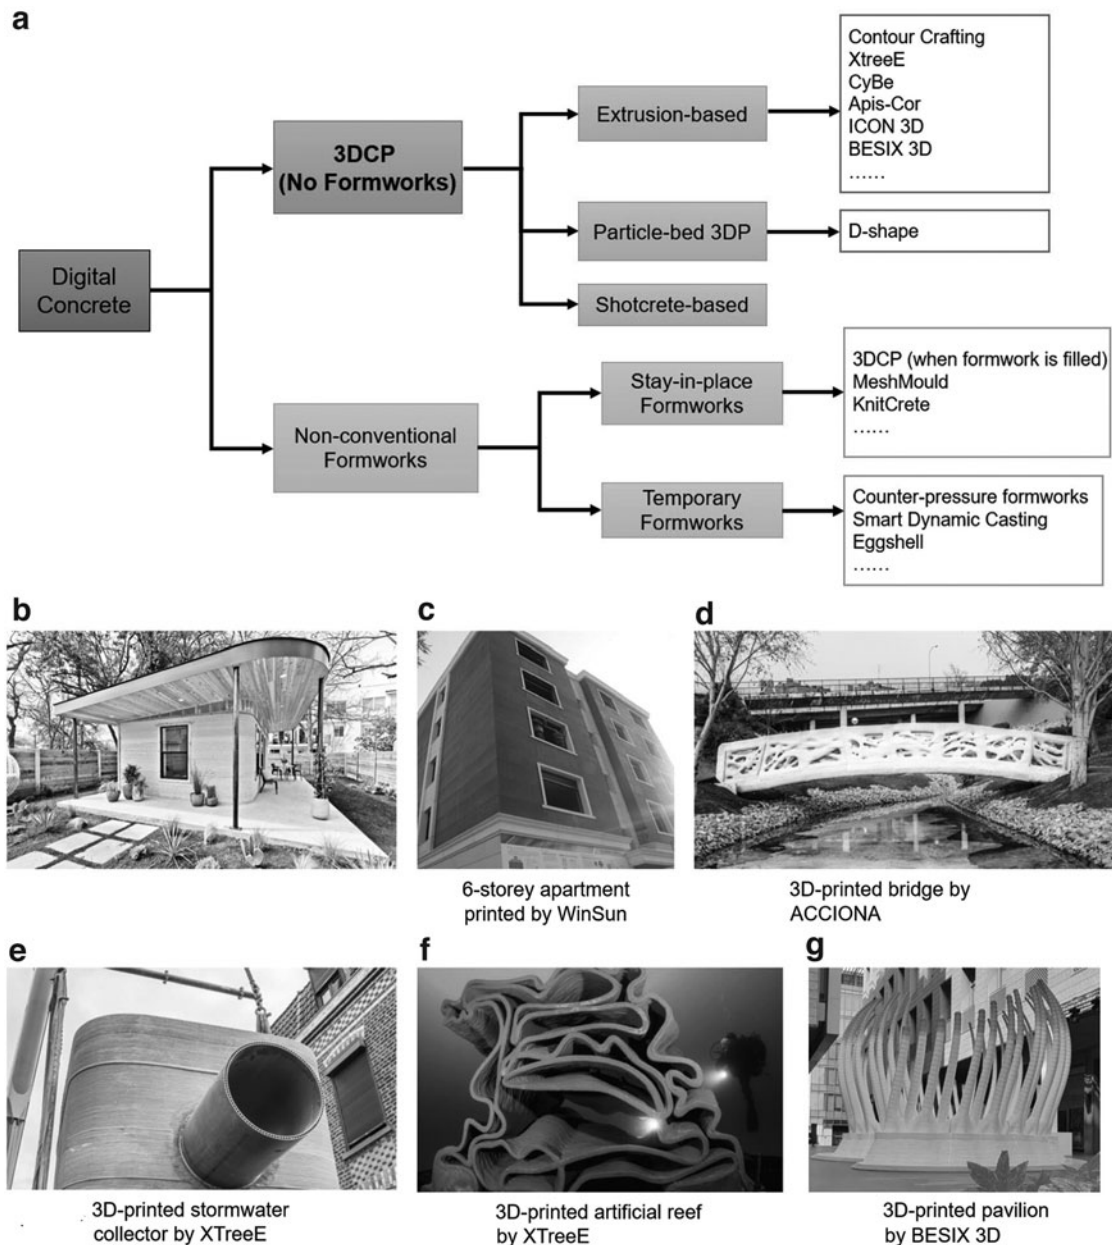 a
Contour Crafting
XtreeE
CyBe
Apis-Cor
ICON 3D
BESIX 3D
......
Extrusion-based
3DCP
(No Formworks)
Particle-bed 3DP
D-shape
Digital
Concrete
Shotcrete-based
3DCP (when formwork is filled)
MeshMould
KnitCrete
......
Stay-in-place
Formworks
Non-conventional
Formworks
Temporary
Formworks
Counter-pressure formworks
Smart Dynamic Casting
Eggshell
......
b
c
d
6-storey apartment
printed by WinSun
3D-printed bridge by
ACCIONA
e
f
g
3D-printed stormwater
collector by XTreeE
3D-printed artificial reef
by XTreeE
3D-printed pavilion
by BESIX 3D